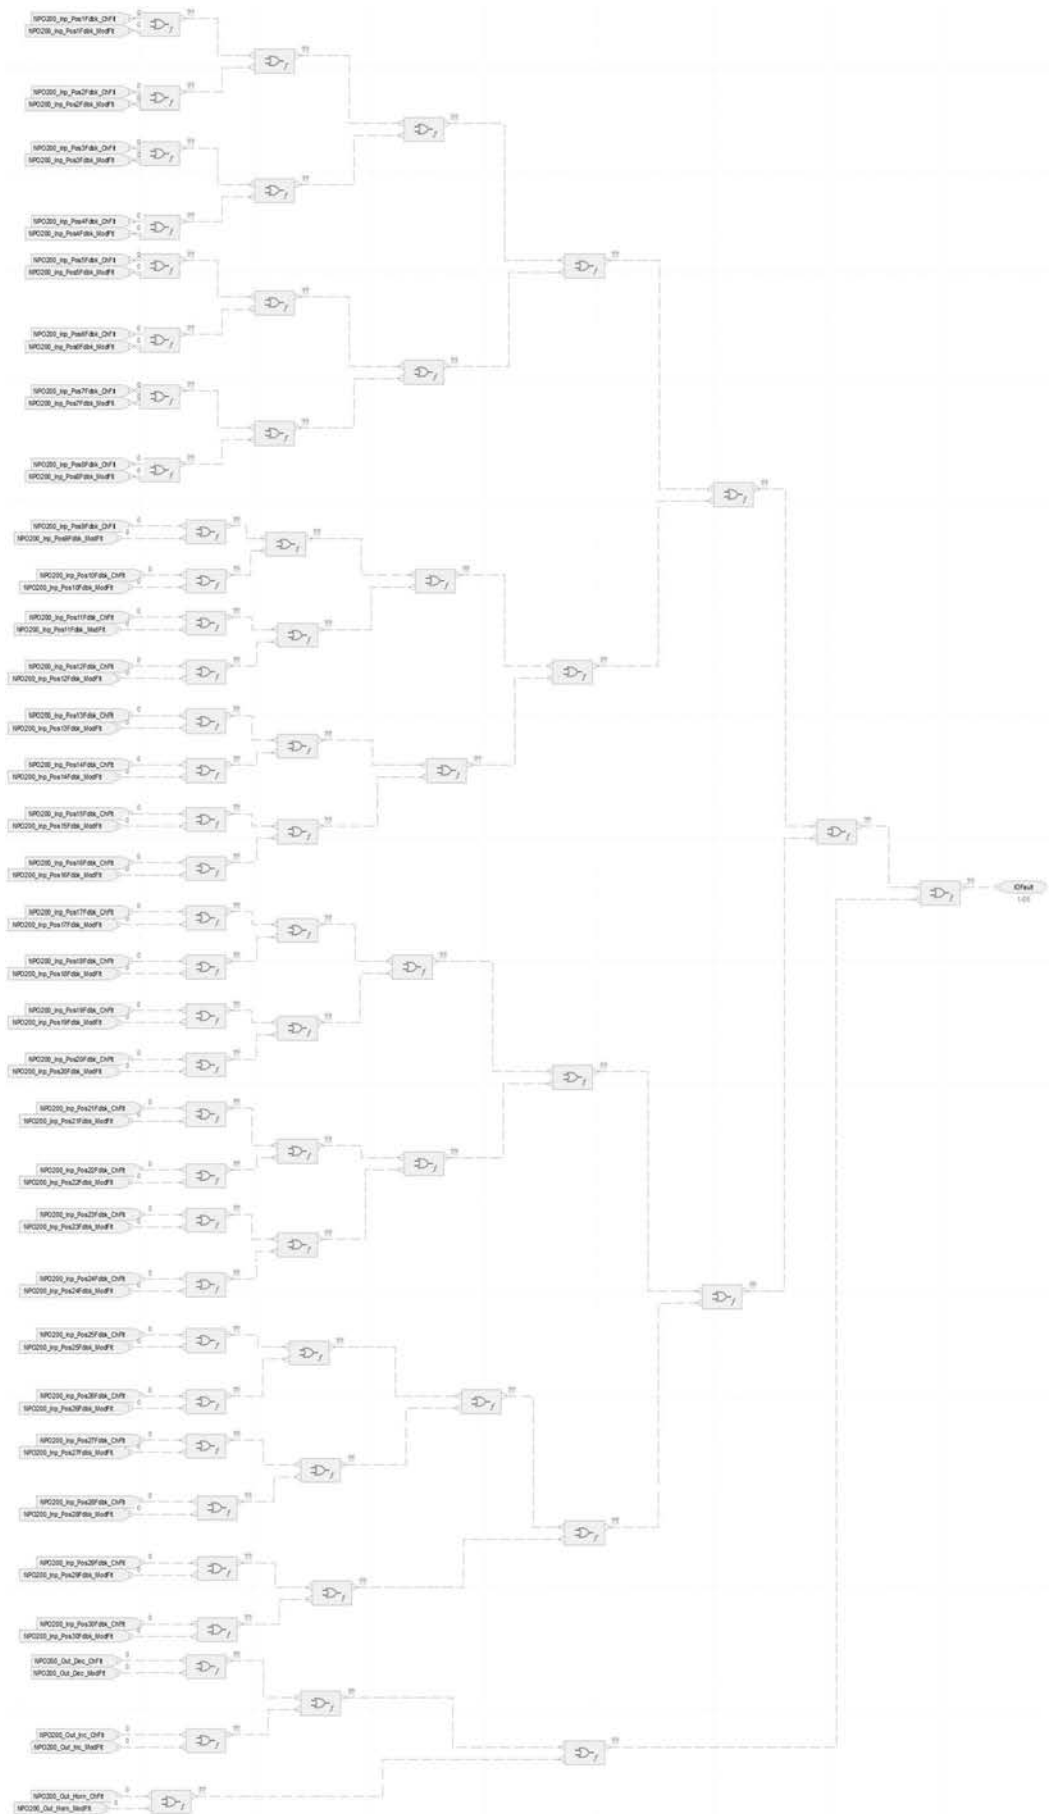 NPO200_Inp_Pos1Fdbk_ChFlt
NPO200_Inp_Pos1Fdbk_ModFlt
NPO200_Inp_Pos2Fdbk_ChFlt
NPO200_Inp_Pos2Fdbk_ModFlt
NPO200_Inp_Pos3Fdbk_ChFlt
NPO200_Inp_Pos3Fdbk_ModFlt
NPO200_Inp_Pos4Fdbk_ChFlt
NPO200_Inp_Pos4Fdbk_ModFlt
NPO200_Inp_Pos5Fdbk_ChFlt
NPO200_Inp_Pos5Fdbk_ModFlt
NPO200_Inp_Pos6Fdbk_ChFlt
NPO200_Inp_Pos6Fdbk_ModFlt
NPO200_Inp_Pos7Fdbk_ChFlt
NPO200_Inp_Pos7Fdbk_ModFlt
NPO200_Inp_Pos8Fdbk_ChFlt
NPO200_Inp_Pos8Fdbk_ModFlt
NPO200_Inp_Pos9Fdbk_ChFlt
NPO200_Inp_Pos9Fdbk_ModFlt
NPO200_Inp_Pos10Fdbk_ChFlt
NPO200_Inp_Pos10Fdbk_ModFlt
NPO200_Inp_Pos11Fdbk_ChFlt
NPO200_Inp_Pos11Fdbk_ModFlt
NPO200_Inp_Pos12Fdbk_ChFlt
NPO200_Inp_Pos12Fdbk_ModFlt
NPO200_Inp_Pos13Fdbk_ChFlt
NPO200_Inp_Pos13Fdbk_ModFlt
NPO200_Inp_Pos14Fdbk_ChFlt
NPO200_Inp_Pos14Fdbk_ModFlt
NPO200_Inp_Pos15Fdbk_ChFlt
NPO200_Inp_Pos15Fdbk_ModFlt
NPO200_Inp_Pos16Fdbk_ChFlt
NPO200_Inp_Pos16Fdbk_ModFlt
IOFault
NPO200_Inp_Pos17Fdbk_ChFlt
NPO200_Inp_Pos17Fdbk_ModFlt
NPO200_Inp_Pos18Fdbk_ChFlt
NPO200_Inp_Pos18Fdbk_ModFlt
NPO200_Inp_Pos19Fdbk_ChFlt
NPO200_Inp_Pos19Fdbk_ModFlt
NPO200_Inp_Pos20Fdbk_ChFlt
NPO200_Inp_Pos20Fdbk_ModFlt
NPO200_Inp_Pos21Fdbk_ChFlt
NPO200_Inp_Pos21Fdbk_ModFlt
NPO200_Inp_Pos22Fdbk_ChFlt
NPO200_Inp_Pos22Fdbk_ModFlt
NPO200_Inp_Pos23Fdbk_ChFlt
NPO200_Inp_Pos23Fdbk_ModFlt
NPO200_Inp_Pos24Fdbk_ChFlt
NPO200_Inp_Pos24Fdbk_ModFlt
NPO200_Inp_Pos25Fdbk_ChFlt
NPO200_Inp_Pos25Fdbk_ModFlt
NPO200_Inp_Pos26Fdbk_ChFlt
NPO200_Inp_Pos26Fdbk_ModFlt
NPO200_Inp_Pos27Fdbk_ChFlt
NPO200_Inp_Pos27Fdbk_ModFlt
NPO200_Inp_Pos28Fdbk_ChFlt
NPO200_Inp_Pos28Fdbk_ModFlt
NPO200_Inp_Pos29Fdbk_ChFlt
NPO200_Inp_Pos29Fdbk_ModFlt
NPO200_Inp_Pos30Fdbk_ChFlt
NPO200_Inp_Pos30Fdbk_ModFlt
NPO200_Out_Dec_ChFlt
NPO200_Out_Dec_ModFlt
NPO200_Out_Inc_ChFlt
NPO200_Out_Inc_ModFlt
NPO200_Out_Horn_ChFlt
NPO200_Out_Horn_ModFlt